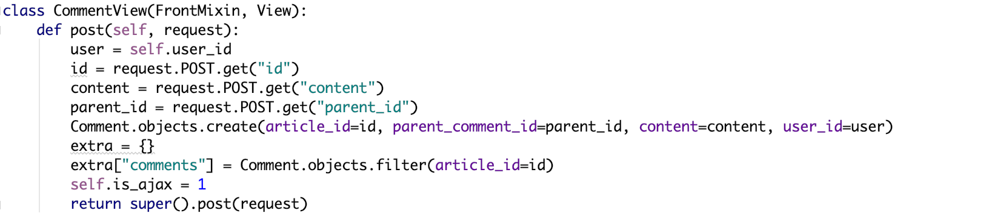 class CommentView(FrontMixin, View):
    def post(self, request):
        user = self.user_id
        id = request.POST.get("id")
        content = request.POST.get("content")
        parent_id = request.POST.get("parent_id")
        Comment.objects.create(article_id=id, parent_comment_id=parent_id, content=content, user_id=user)
        extra = {}
        extra["comments"] = Comment.objects.filter(article_id=id)
        self.is_ajax = 1
        return super().post(request)